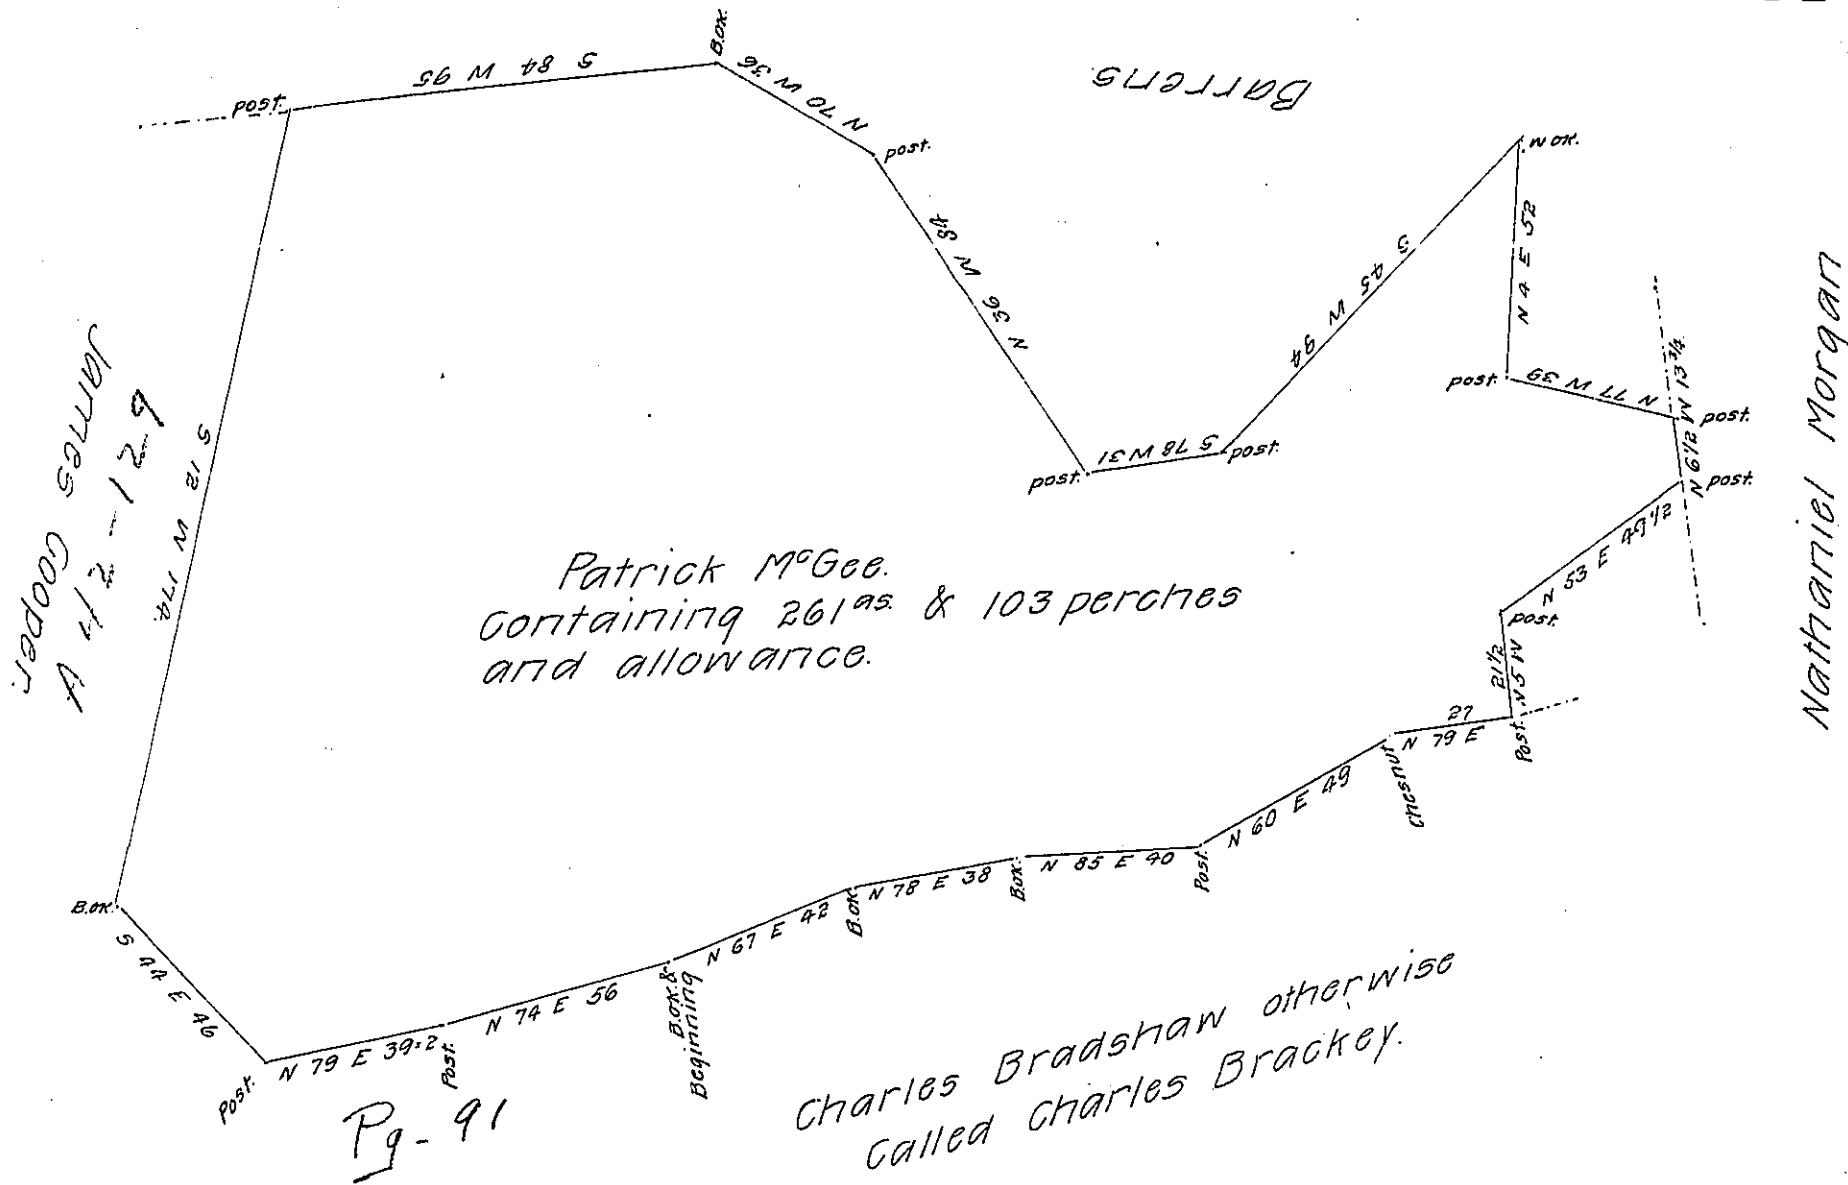 Patrick McGee.
Containing 261as. & 103 perches
and allowance.
B.OK. &
Beginning
N 67 E 42
B.OK
N 78 E 38
B.OK.
N 85 E 40
Post.
N 60 E 49
Chesnut
27
N 79 E
Post.
N 5 W
21 1/2
post.
N 53 E 49 1/2
post.
N 6 1/2 W 13 3/4
post.
N 77 W 39
post.
N 4 E 52
W OK.
S 45 W 94
post.
S 78 W 31
post.
N 36 W 84
post.
N 70 W 36
B.OK.
S 84 W 95
post.
S 12 W 174.
B.OK.
S 44 E 46
Post.
N 79 E 39=2
Post.
N 74 E 56
Barrens
Nathaniel Morgan
James Cooper.
A 42-129
Charles Bradshaw otherwise
Called Charles Brackey.
Pg- 91